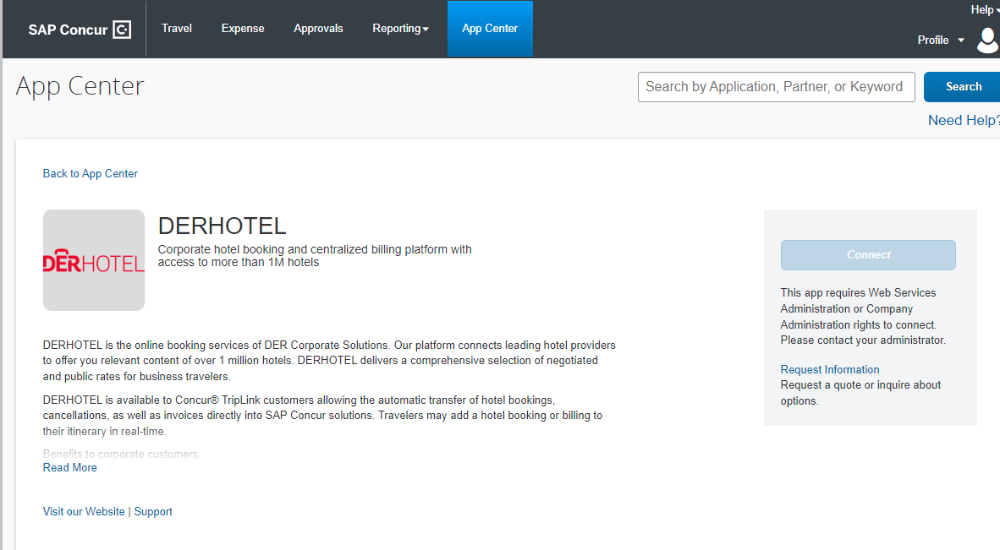 Help
SAP Concur
Travel
Expense
Approvals
Reporting
App Center
Profile
App Center
Search by Application, Partner, or Keyword
Search
Need Help?
Back to App Center
DERHOTEL
DERHOTEL
Corporate hotel booking and centralized billing platform with
access to more than 1M hotels
Connect
This app requires Web Services
Administration or Company
Administration rights to connect.
Please contact your administrator.
Request Information
Request a quote or inquire about
options.
DERHOTEL is the online booking services of DER Corporate Solutions. Our platform connects leading hotel providers
to offer you relevant content of over 1 million hotels. DERHOTEL delivers a comprehensive selection of negotiated
and public rates for business travelers.
DERHOTEL is available to Concur® TripLink customers allowing the automatic transfer of hotel bookings,
cancellations, as well as invoices directly into SAP Concur solutions. Travelers may add a hotel booking or billing to
their itinerary in real-time.
Benefits to corporate customers:
Read More
Visit our Website | Support